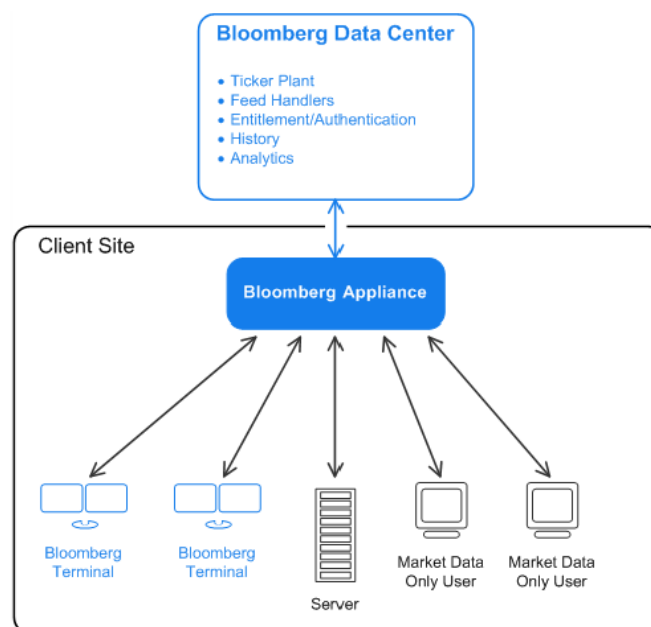 Bloomberg Data Center
• Ticker Plant
• Feed Handlers
• Entitlement/Authentication
• History
• Analytics
Client Site
Bloomberg Appliance
Bloomberg
Terminal
Bloomberg
Terminal
Server
Market Data
Only User
Market Data
Only User